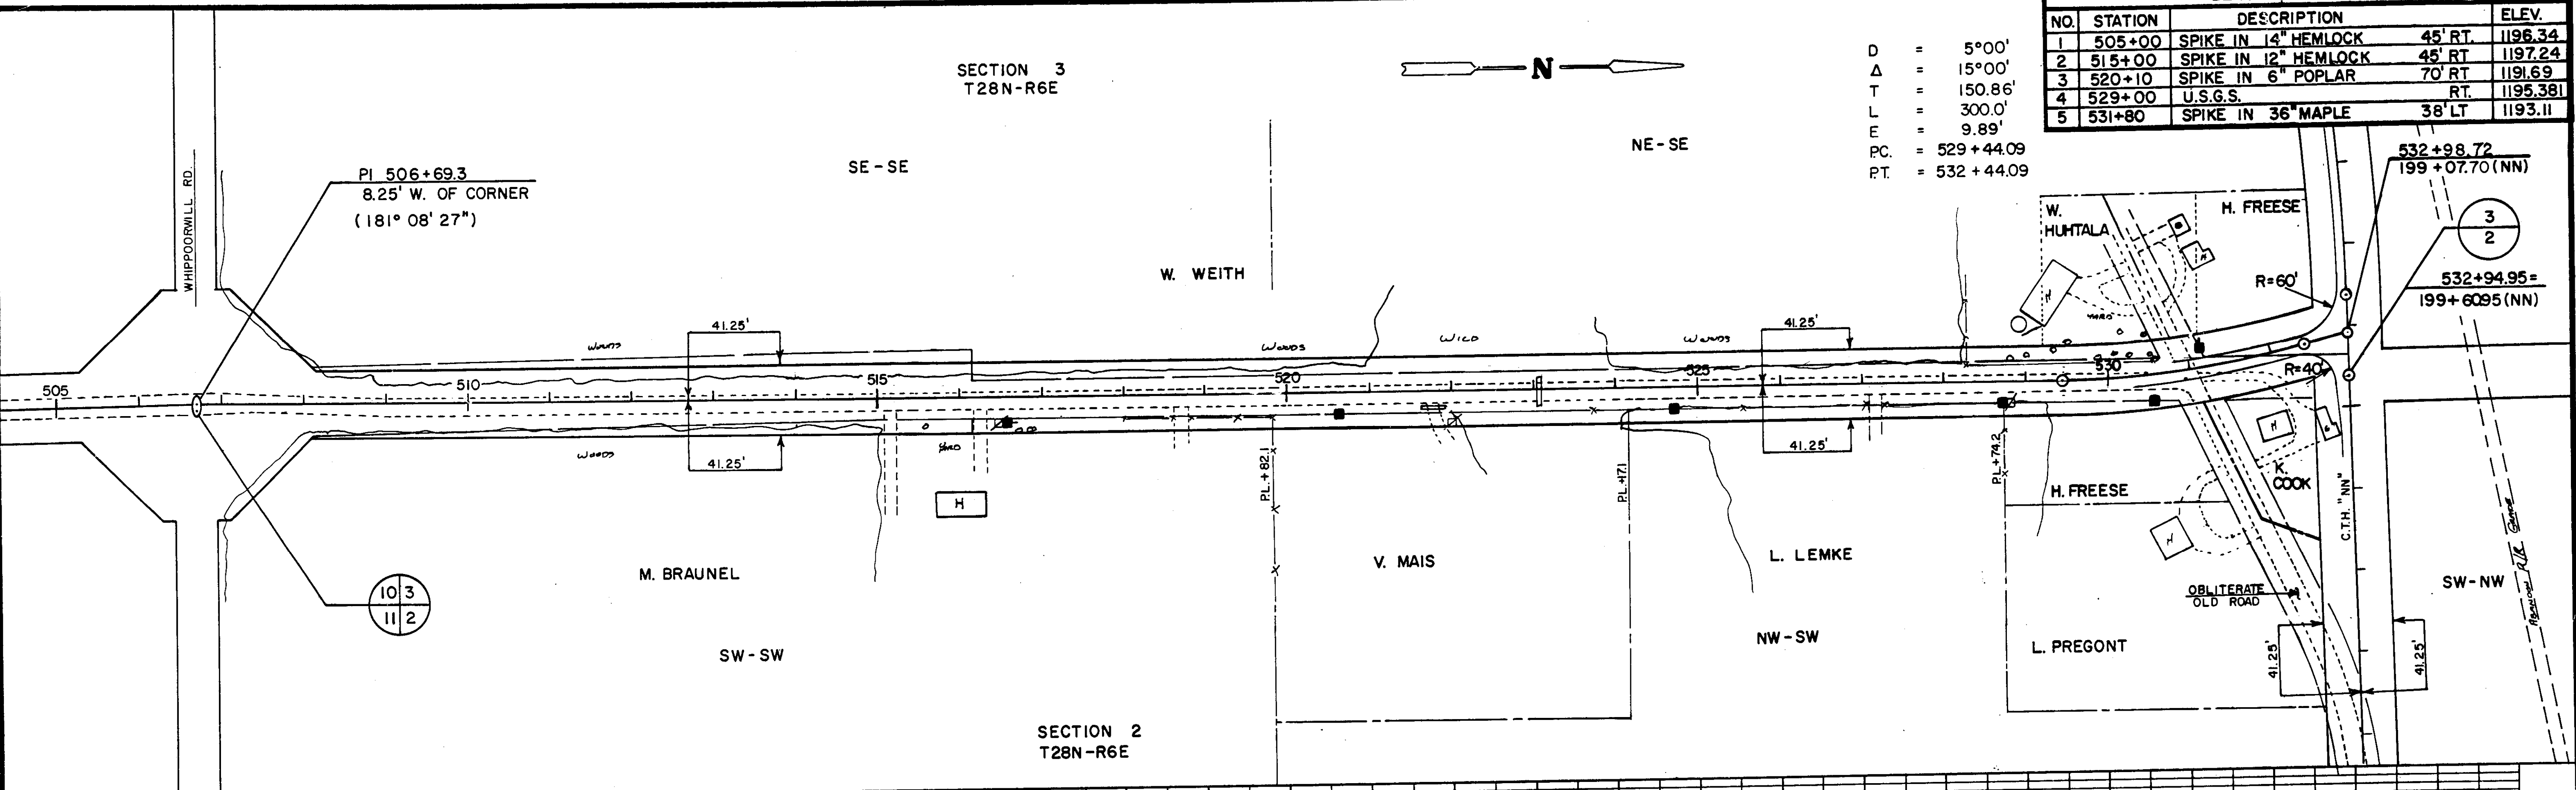 NO. STATION DESCRIPTION ELEV.
1 505+00 SPIKE IN 14" HEMLOCK 45' RT. 1196.34
2 515+00 SPIKE IN 12" HEMLOCK 45' RT 1197.24
3 520+10 SPIKE IN 6" POPLAR 70' RT 1191.69
4 529+00 U.S.G.S. RT. 1195.381
5 531+80 SPIKE IN 36" MAPLE 38' LT 1193.11
D = 5°00'
Δ = 15°00'
T = 150.86'
L = 300.0'
E = 9.89'
P.C. = 529+44.09
P.T. = 532+44.09
SECTION 3
T28N-R6E
N
NE-SE
SE-SE
WHIPPOORWILL RD.
PI 506+69.3
8.25' W. OF CORNER
(181° 08' 27")
W. WEITH
532+98.72
199+07.70 (NN)
3
2
532+94.95=
199+60.95 (NN)
W.
HUHTALA
H. FREESE
H
H
YARD
R=60'
R=40'
41.25'
WOODS
WOODS
WILD
WOODS
41.25'
505
510
515
520
525
530
WOODS
41.25'
YARD
41.25'
H
P.L.+82.1
P.L.+17.1
P.L.+74.2
H. FREESE
H
K.
COOK
H
10 3
11 2
M. BRAUNEL
V. MAIS
L. LEMKE
OBLITERATE
OLD ROAD
C.T.H. "NN"
SW-NW
ABANDON R/R GRADE
SW-SW
NW-SW
L. PREGONT
41.25'
41.25'
SECTION 2
T28N-R6E